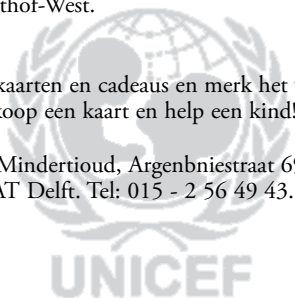 thof-West.
kaarten en cadeaus en merk het
koop een kaart en help een kind!
Mindertioud, Argenbniestraat 69
AT Delft. Tel: 015 - 2 56 49 43.
UNICEF